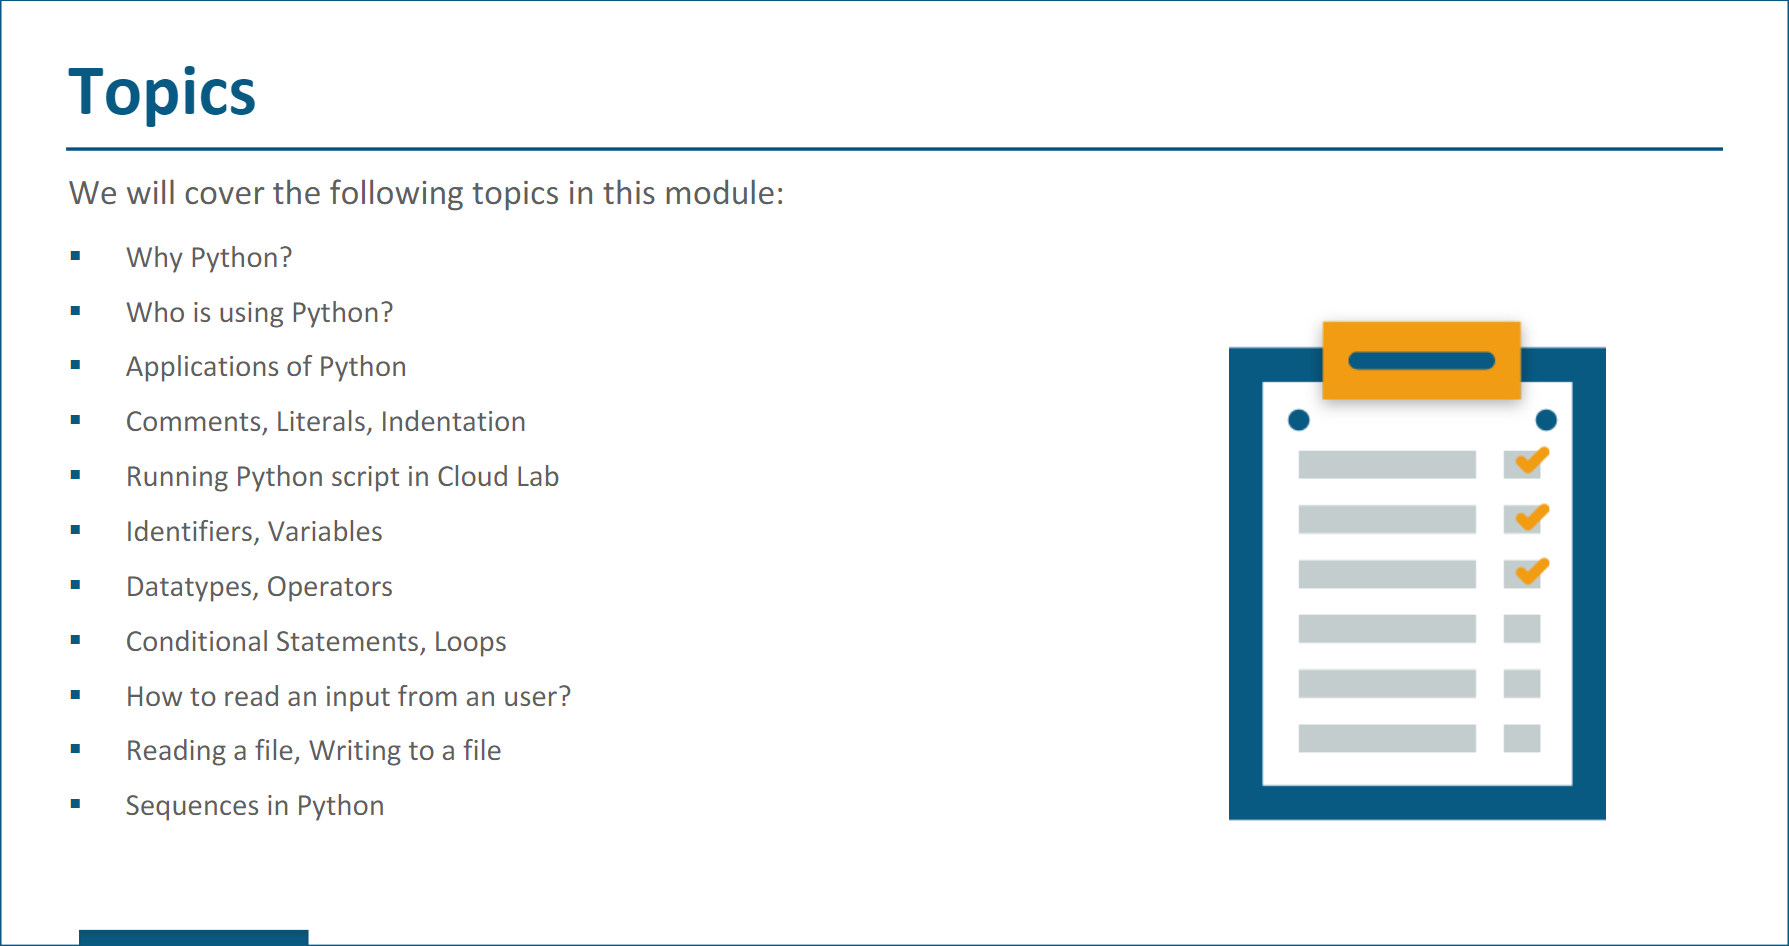 Topics
We will cover the following topics in this module:
Why Python?
Who is using Python?
Applications of Python
Comments, Literals, Indentation
Running Python script in Cloud Lab
Identifiers, Variables
Datatypes, Operators
Conditional Statements, Loops
How to read an input from an user?
Reading a file, Writing to a file
Sequences in Python